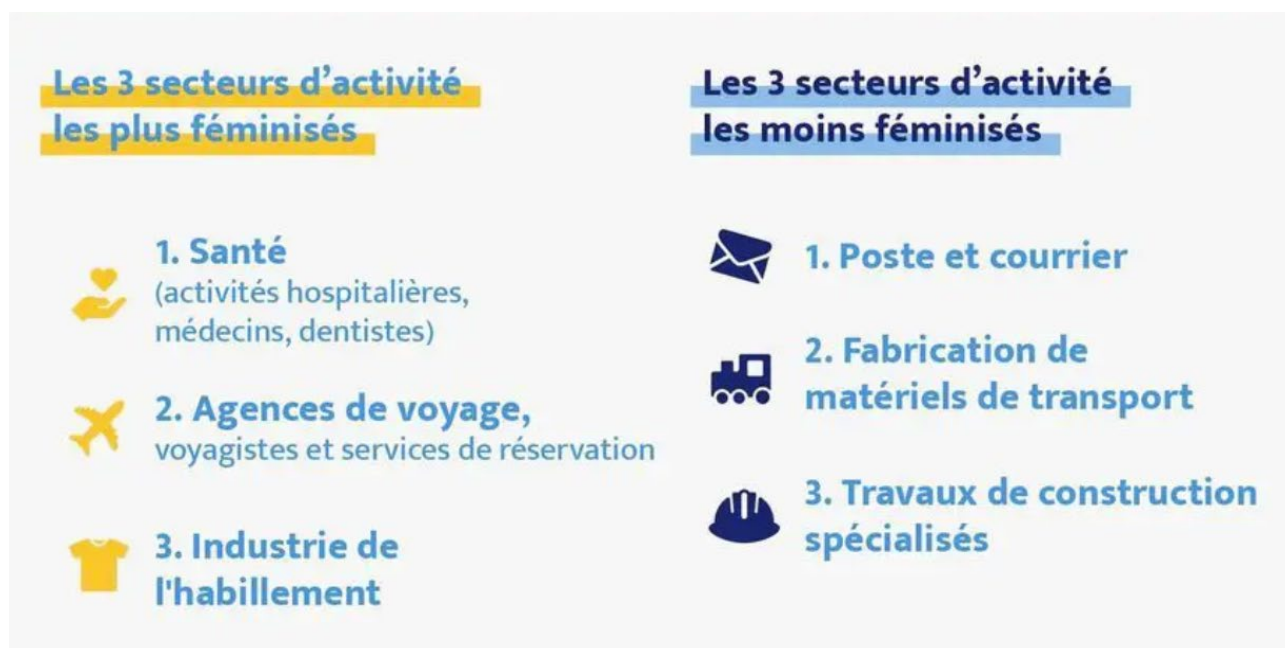 Les 3 secteurs d’activité
les plus féminisés
1. Santé
(activités hospitalières,
médecins, dentistes)
2. Agences de voyage,
voyagistes et services de réservation
3. Industrie de
l'habillement
Les 3 secteurs d’activité
les moins féminisés
1. Poste et courrier
2. Fabrication de
matériels de transport
3. Travaux de construction
spécialisés